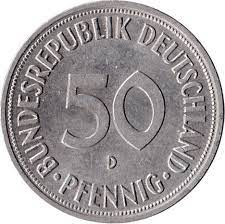 BUNDESREPUBLIK DEUTSCHLAND
50
D
· PFENNIG ·